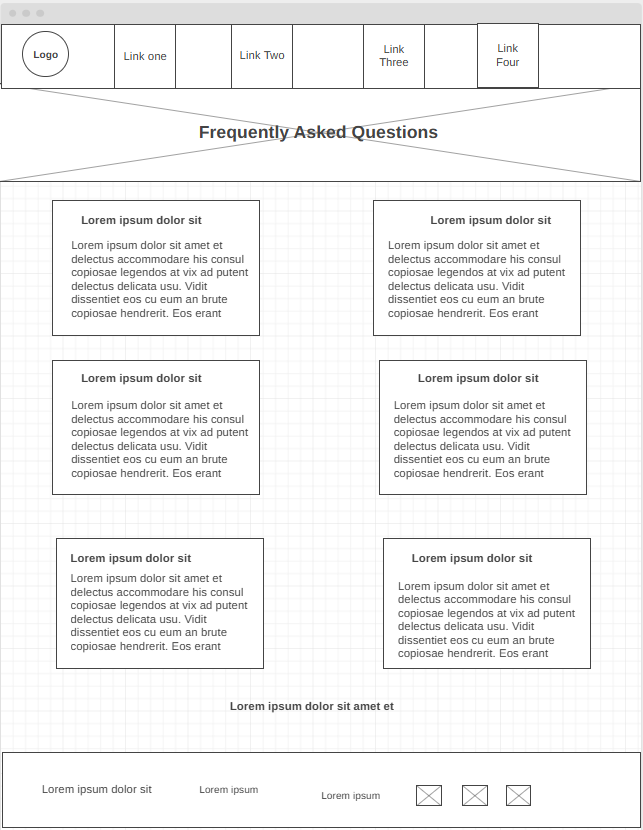 Logo
Link one
Link Two
Link
Three
Link
Four
Frequently Asked Questions
Lorem ipsum dolor sit
Lorem ipsum dolor sit amet et
delectus accommodare his consul
copiosae legendos at vix ad putent
delectus delicata usu. Vidit
dissentiet eos cu eum an brute
copiosae hendrerit. Eos erant
Lorem ipsum dolor sit
Lorem ipsum dolor sit amet et
delectus accommodare his consul
copiosae legendos at vix ad putent
delectus delicata usu. Vidit
dissentiet eos cu eum an brute
copiosae hendrerit. Eos erant
Lorem ipsum dolor sit
Lorem ipsum dolor sit amet et
delectus accommodare his consul
copiosae legendos at vix ad putent
delectus delicata usu. Vidit
dissentiet eos cu eum an brute
copiosae hendrerit. Eos erant
Lorem ipsum dolor sit
Lorem ipsum dolor sit amet et
delectus accommodare his consul
copiosae legendos at vix ad putent
delectus delicata usu. Vidit
dissentiet eos cu eum an brute
copiosae hendrerit. Eos erant
Lorem ipsum dolor sit
Lorem ipsum dolor sit amet et
delectus accommodare his consul
copiosae legendos at vix ad putent
delectus delicata usu. Vidit
dissentiet eos cu eum an brute
copiosae hendrerit. Eos erant
Lorem ipsum dolor sit
Lorem ipsum dolor sit amet et
delectus accommodare his consul
copiosae legendos at vix ad putent
delectus delicata usu. Vidit
dissentiet eos cu eum an brute
copiosae hendrerit. Eos erant
Lorem ipsum dolor sit amet et
Lorem ipsum dolor sit
Lorem ipsum
Lorem ipsum